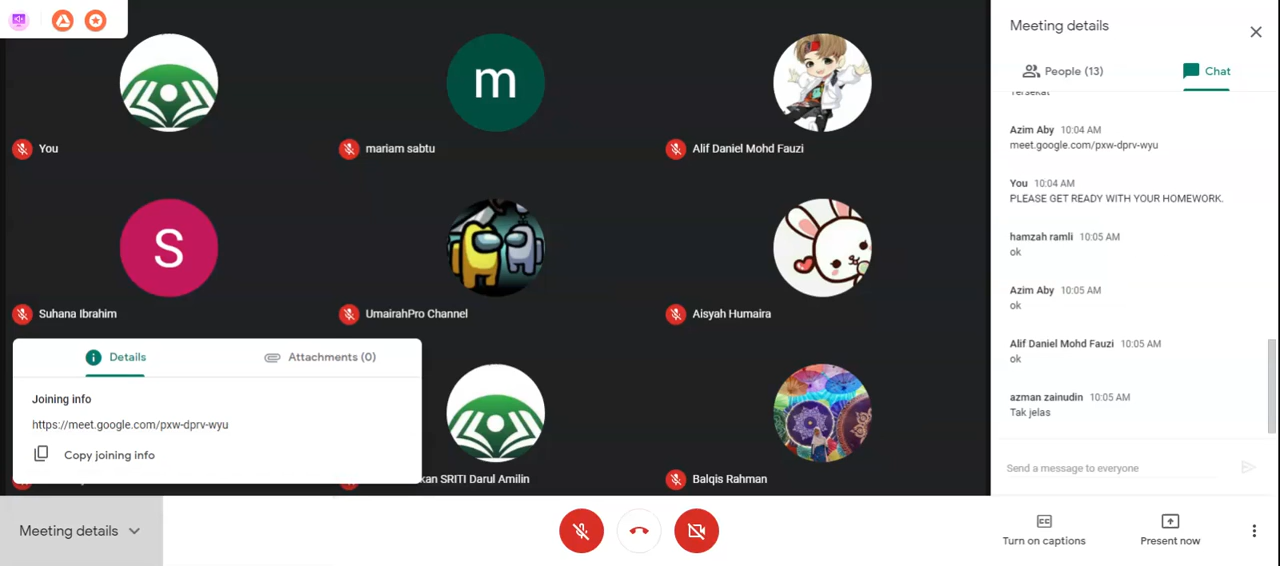 m
S
You
mariam sabtu
Alif Daniel Mohd Fauzi
Suhana Ibrahim
UmairahPro Channel
Aisyah Humaira
Details
Attachments (0)
Joining info
https://meet.google.com/pxw-dprv-wyu
Copy joining info
kan SRITI Darul Amilin
Balqis Rahman
Meeting details
Meeting details
People (13)
Chat
Tersekat
Azim Aby 10:04 AM
meet.google.com/pxw-dprv-wyu
You 10:04 AM
PLEASE GET READY WITH YOUR HOMEWORK.
hamzah ramli 10:05 AM
ok
Azim Aby 10:05 AM
ok
Alif Daniel Mohd Fauzi 10:05 AM
ok
azman zainudin 10:05 AM
Tak jelas
Send a message to everyone
CC
Turn on captions
Present now